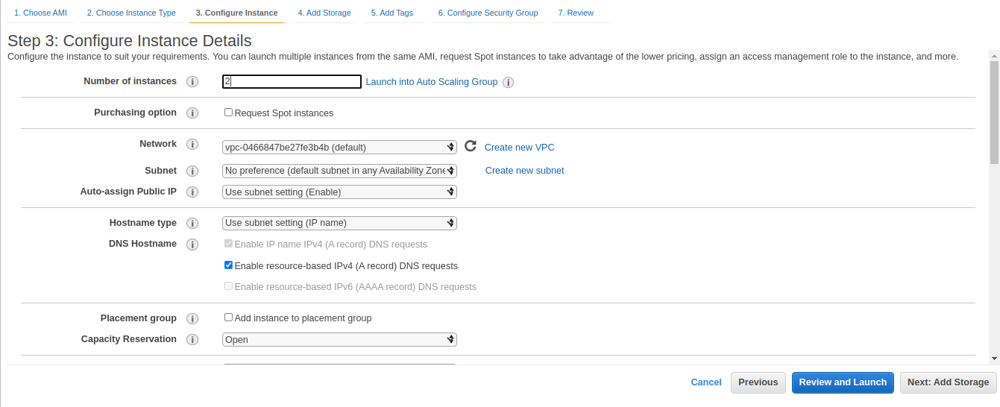 1. Choose AMI 2. Choose Instance Type 3. Configure Instance 4. Add Storage 5. Add Tags 6. Configure Security Group 7. Review
Step 3: Configure Instance Details
Configure the instance to suit your requirements. You can launch multiple instances from the same AMI, request Spot instances to take advantage of the lower pricing, assign an access management role to the instance, and more.
Number of instances i 2 Launch into Auto Scaling Group i
Purchasing option i Request Spot instances
Network i vpc-0466847be27fe3b4b (default) Create new VPC
Subnet i No preference (default subnet in any Availability Zone Create new subnet
Auto-assign Public IP i Use subnet setting (Enable)
Hostname type i Use subnet setting (IP name)
DNS Hostname i Enable IP name IPv4 (A record) DNS requests
Enable resource-based IPv4 (A record) DNS requests
Enable resource-based IPv6 (AAAA record) DNS requests
Placement group i Add instance to placement group
Capacity Reservation i Open
Cancel Previous Review and Launch Next: Add Storage